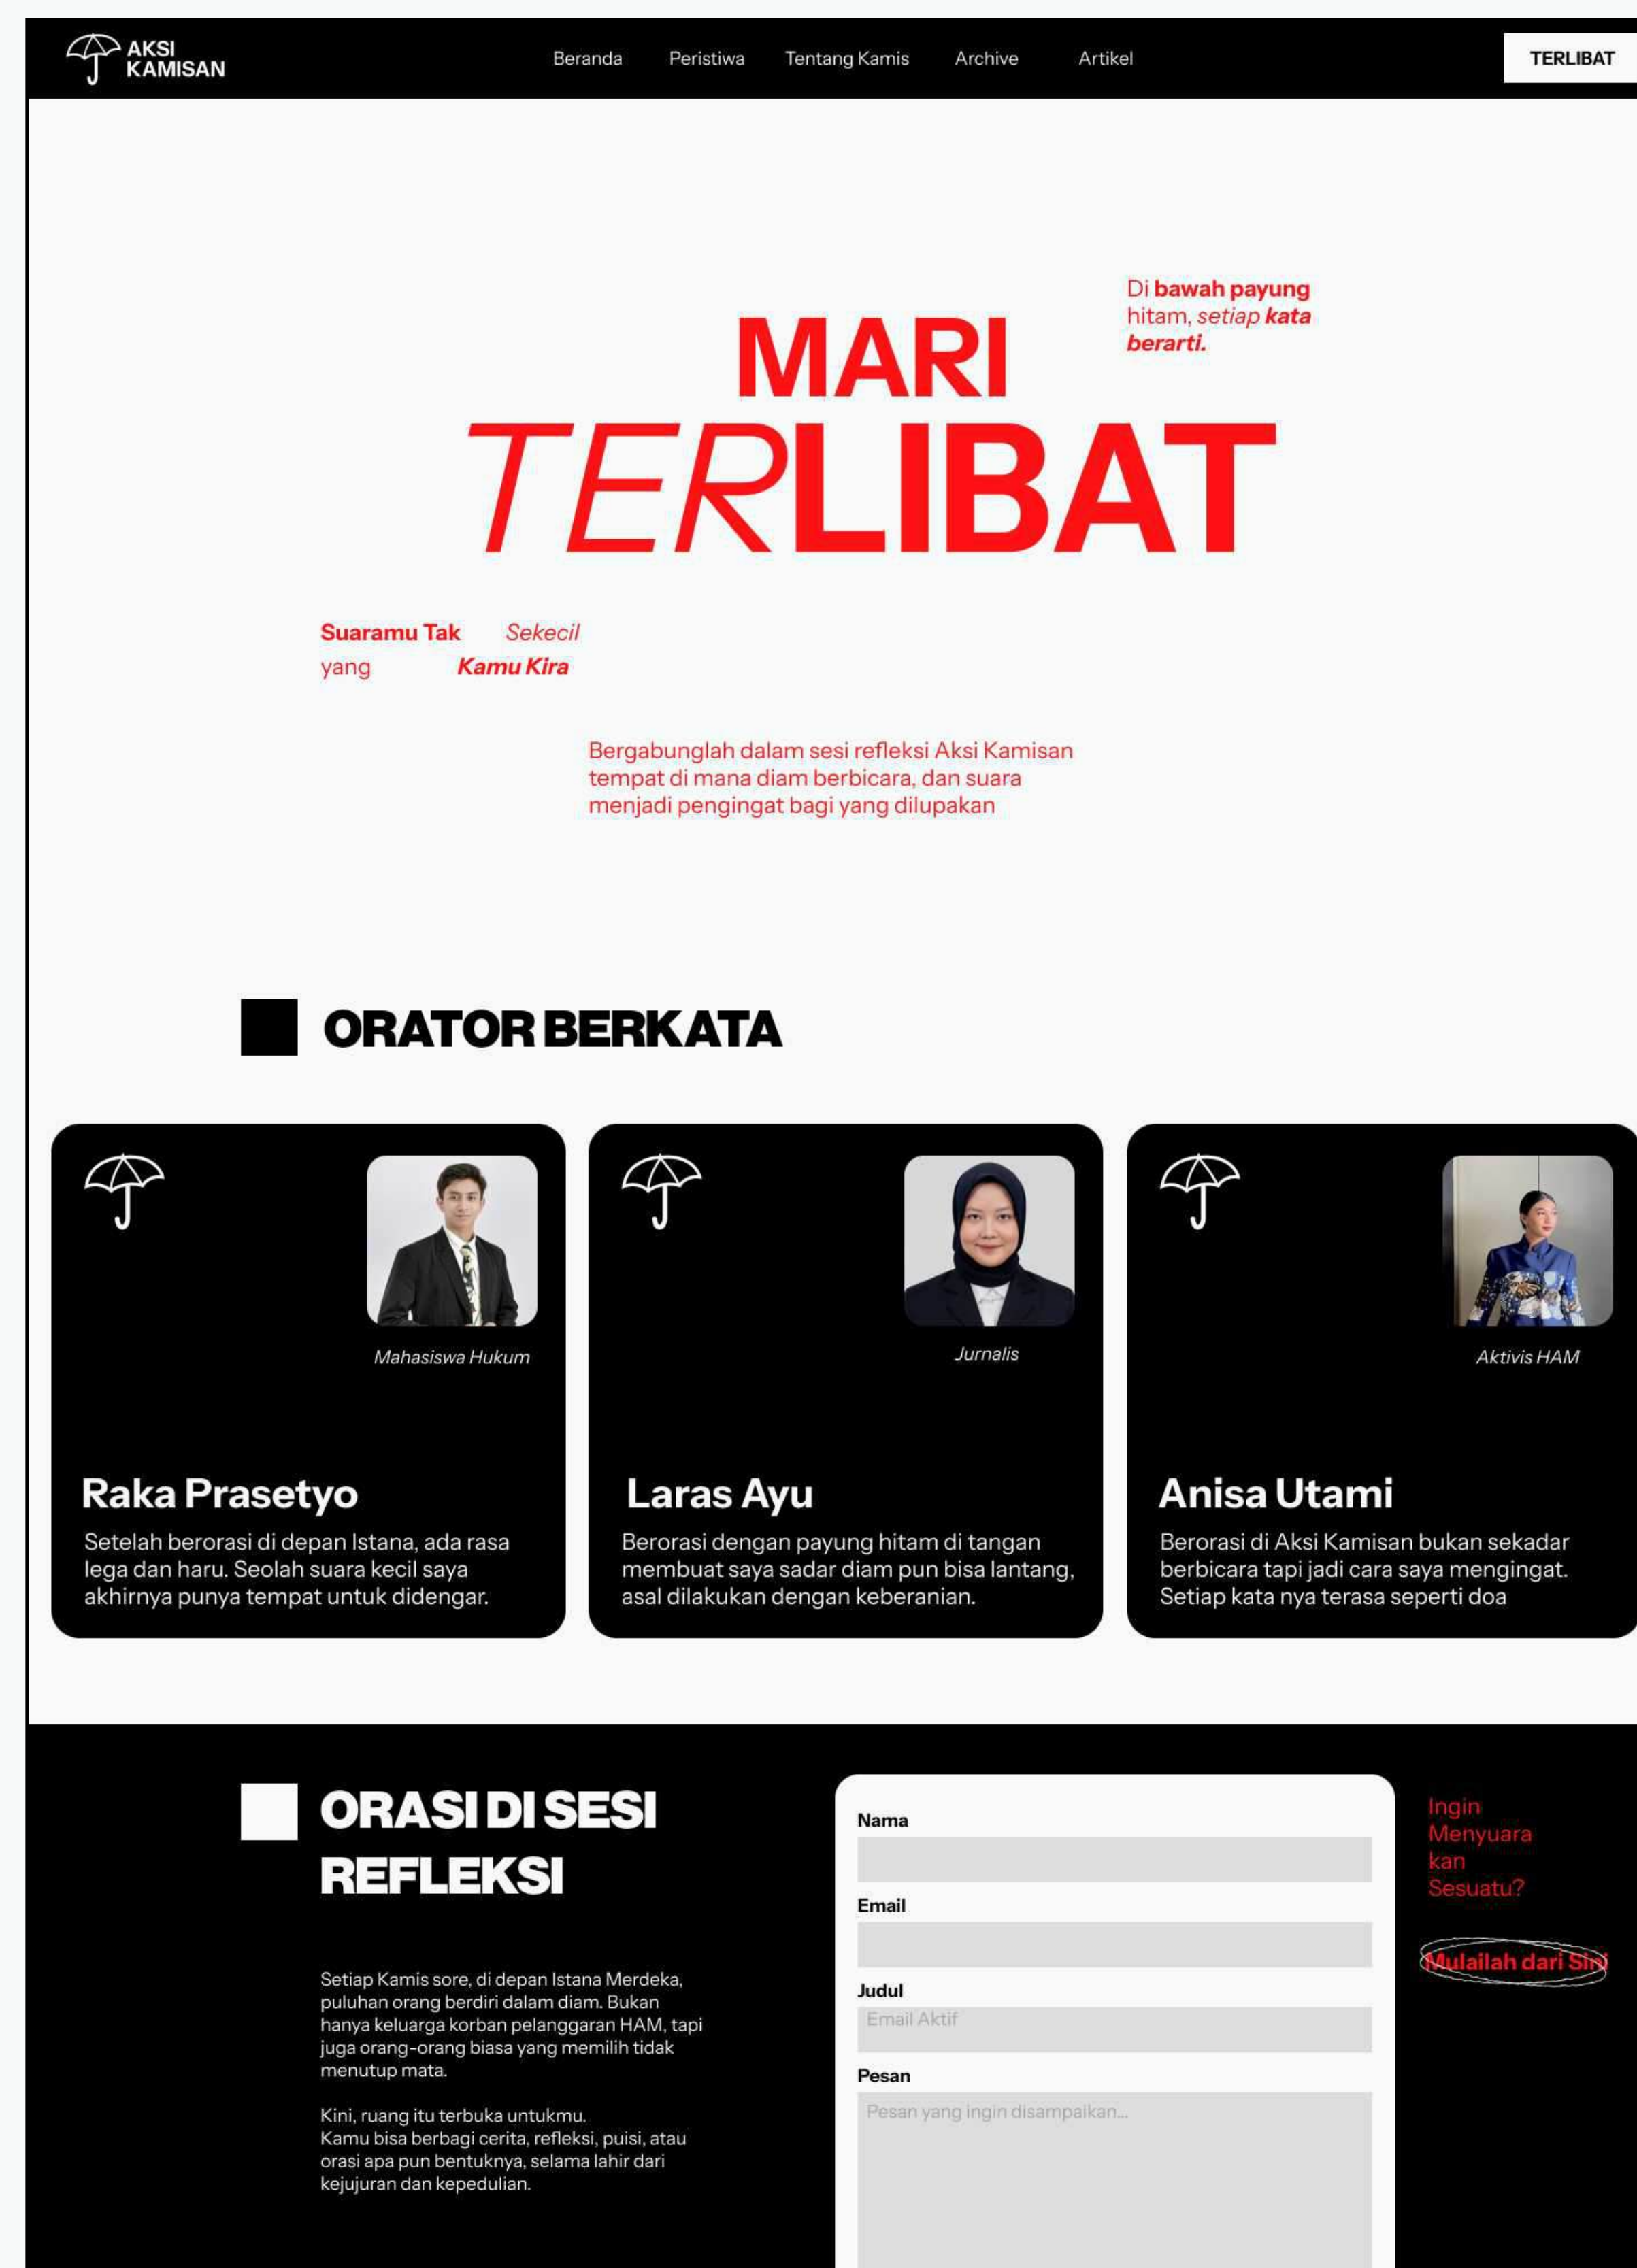 AKSI
KAMISAN
Beranda Peristiwa Tentang Kamis Archive Artikel
TERLIBAT
Di bawah payung
hitam, setiap kata
berarti.
MARI
TERLIBAT
Suaramu Tak Sekecil
yang Kamu Kira
Bergabunglah dalam sesi refleksi Aksi Kamisan
tempat di mana diam berbicara, dan suara
menjadi pengingat bagi yang dilupakan
ORATOR BERKATA
Mahasiswa Hukum
Raka Prasetyo
Setelah berorasi di depan Istana, ada rasa
lega dan haru. Seolah suara kecil saya
akhirnya punya tempat untuk didengar.
Jurnalis
Laras Ayu
Berorasi dengan payung hitam di tangan
membuat saya sadar diam pun bisa lantang,
asal dilakukan dengan keberanian.
Aktivis HAM
Anisa Utami
Berorasi di Aksi Kamisan bukan sekadar
berbicara tapi jadi cara saya mengingat.
Setiap kata nya terasa seperti doa
ORASI DI SESI
REFLEKSI
Setiap Kamis sore, di depan Istana Merdeka,
puluhan orang berdiri dalam diam. Bukan
hanya keluarga korban pelanggaran HAM, tapi
juga orang-orang biasa yang memilih tidak
menutup mata.
Kini, ruang itu terbuka untukmu.
Kamu bisa berbagi cerita, refleksi, puisi, atau
orasi apa pun bentuknya, selama lahir dari
kejujuran dan kepedulian.
Nama
Email
Judul
Email Aktif
Pesan
Pesan yang ingin disampaikan...
Ingin
Menyuara
kan
Sesuatu?
Mulailah dari Sini